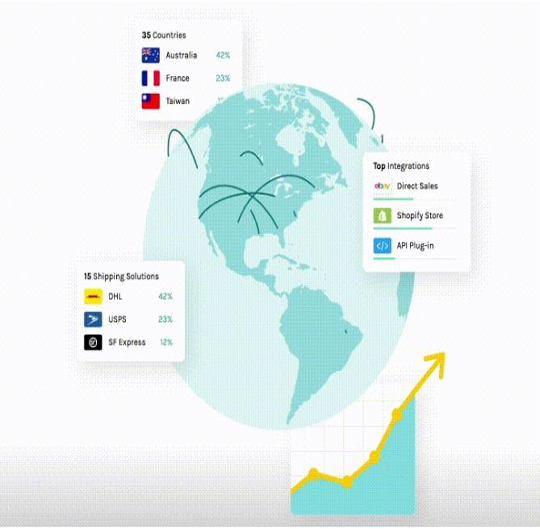 35 Countries
Australia 42%
France 23%
Taiwan
Top Integrations
ebay Direct Sales
Shopify Store
</> API Plug-in
15 Shipping Solutions
DHL 42%
USPS 23%
SF Express 12%